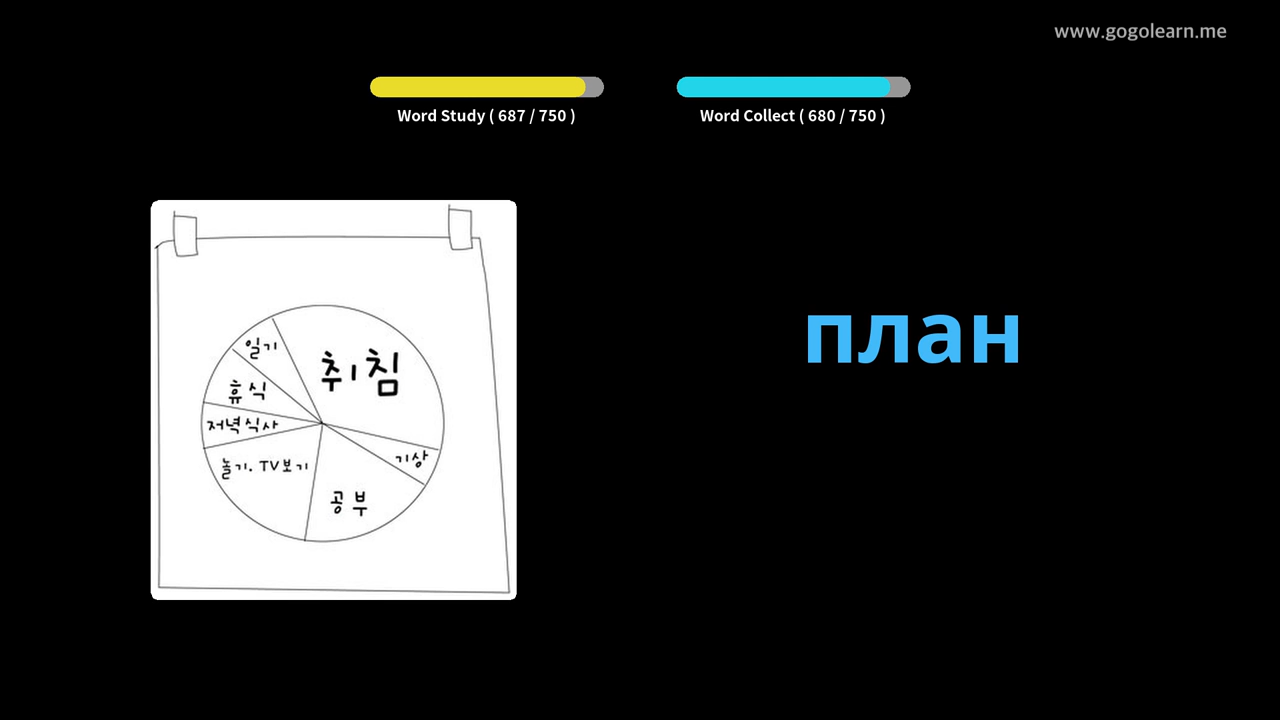 www.gogolearn.me
Word Study ( 687 / 750 )
Word Collect ( 680 / 750 )
일기
취침
휴식
저녁식사
놀기. TV보기
기상
공부
план